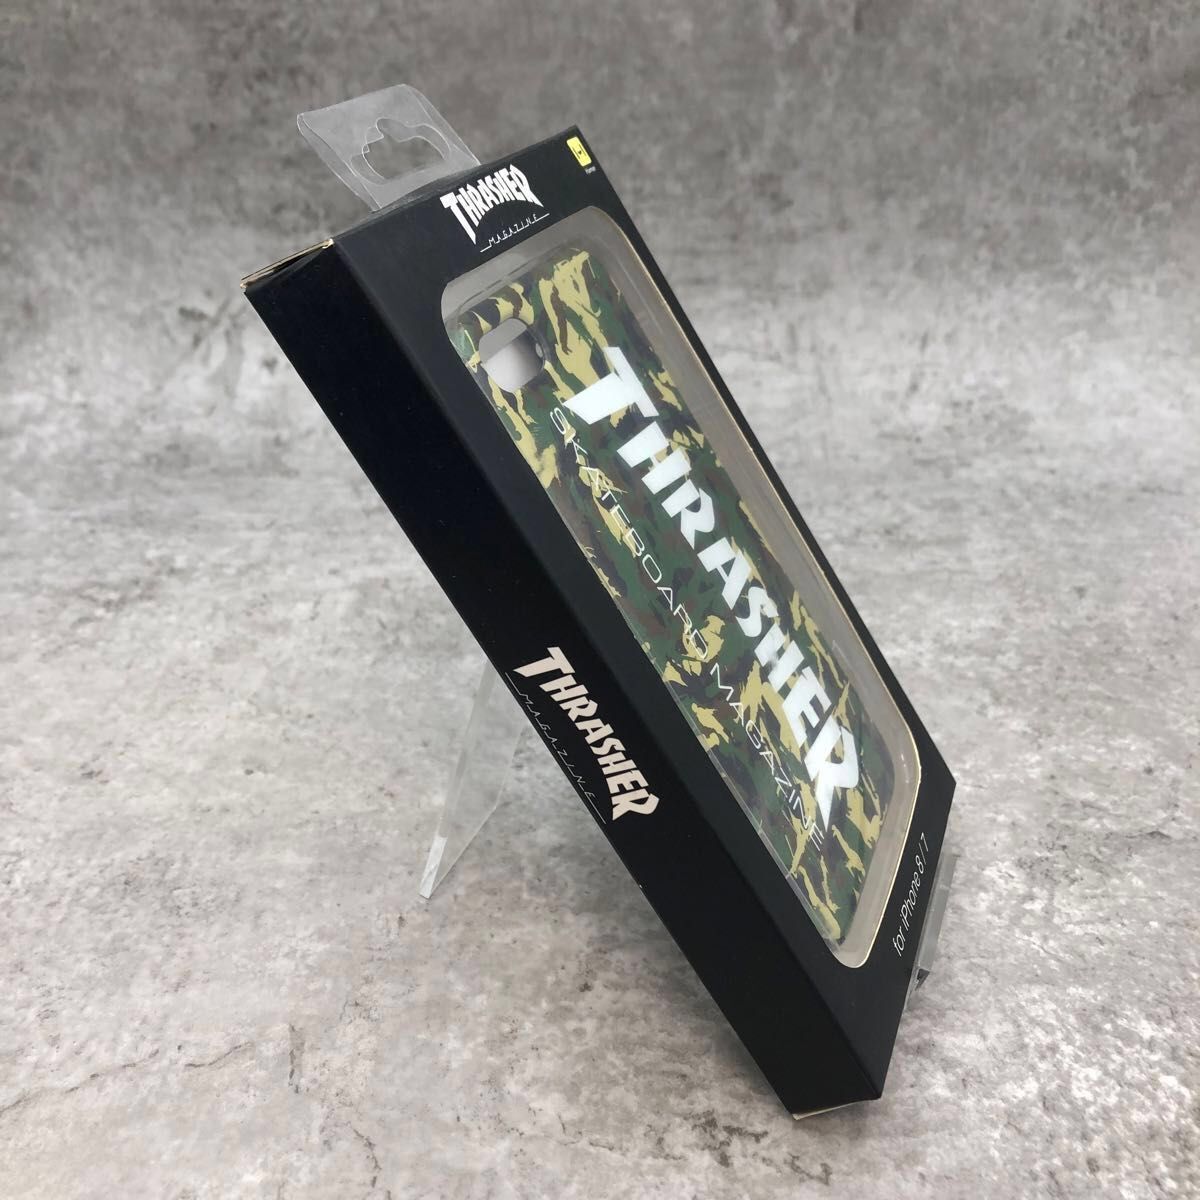 THRASHER
MAGAZINE
THRASHER
SKATEBOARD MAGAZINE
THRASHER
MAGAZINE
for iPhone 8/7